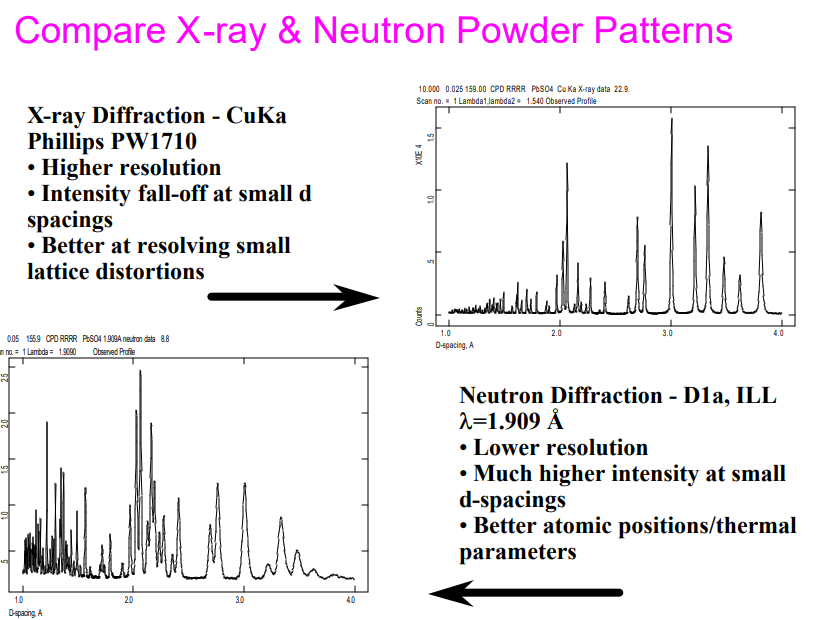 Compare X-ray & Neutron Powder Patterns
X-ray Diffraction - CuKa
Phillips PW1710
• Higher resolution
• Intensity fall-off at small d
spacings
• Better at resolving small
lattice distortions
10.000 0.025 159.00 CPD RRRR PbSO4 Cu Ka X-ray data 22.9.
Scan no. = 1 Lambda1,lambda2 = 1.540 Observed Profile
X10E 4
1.5
1.0
.5
0
Counts
1.0 2.0 3.0 4.0
D-spacing, A
0.05 155.9 CPD RRRR PbSO4 1.909A neutron data 8.8
n no. = 1 Lambda = 1.9090 Observed Profile
2.5
2.0
1.5
1.0
.5
1.0 2.0 3.0 4.0
D-spacing, A
Neutron Diffraction - D1a, ILL
λ=1.909 Å
• Lower resolution
• Much higher intensity at small
d-spacings
• Better atomic positions/thermal
parameters